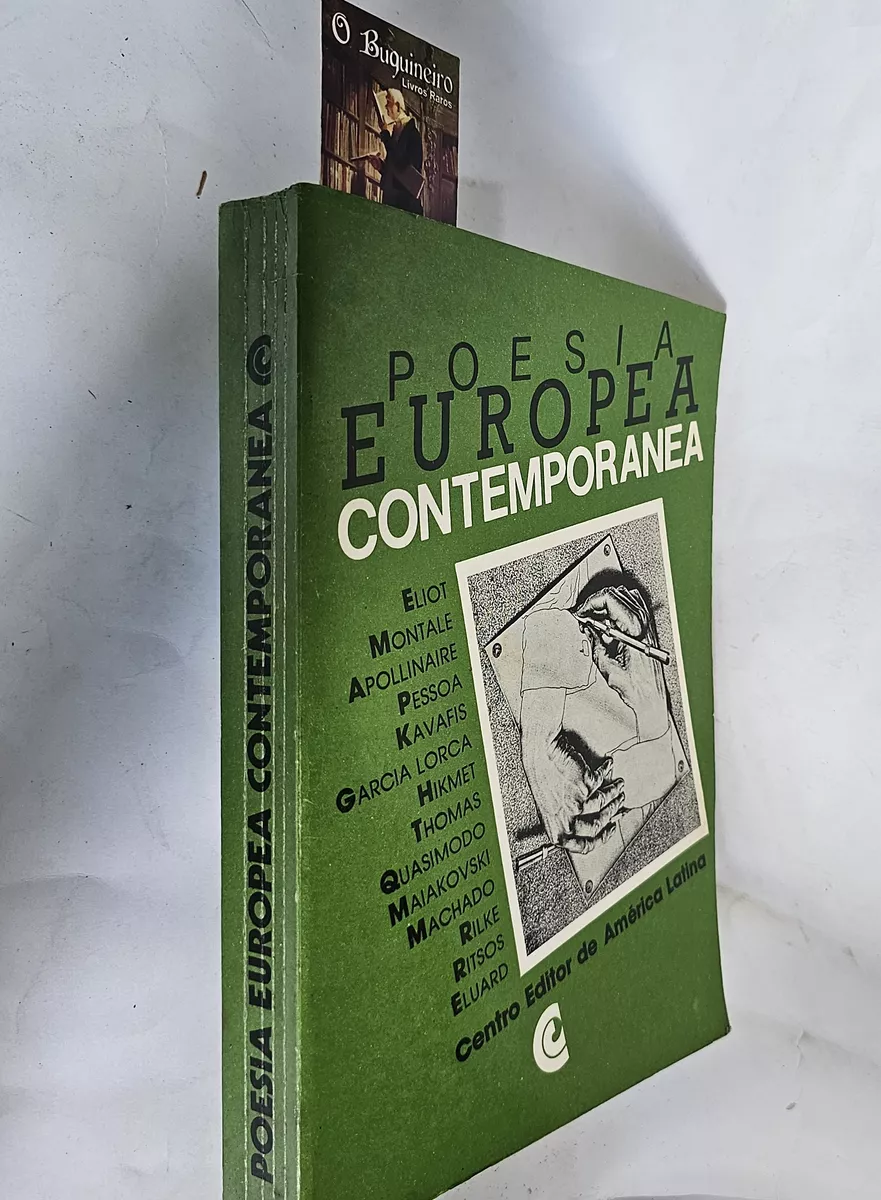 O Buquineiro
Livros Raros
POESIA EUROPEA CONTEMPORANEA
POESIA
EUROPEA
CONTEMPORANEA
ELIOT
MONTALE
APOLLINAIRE
PESSOA
KAVAFIS
GARCIA LORCA
HIKMET
THOMAS
QUASIMODO
MAIAKOVSKI
MACHADO
RILKE
RITSOS
ELUARD
Centro Editor de América Latina